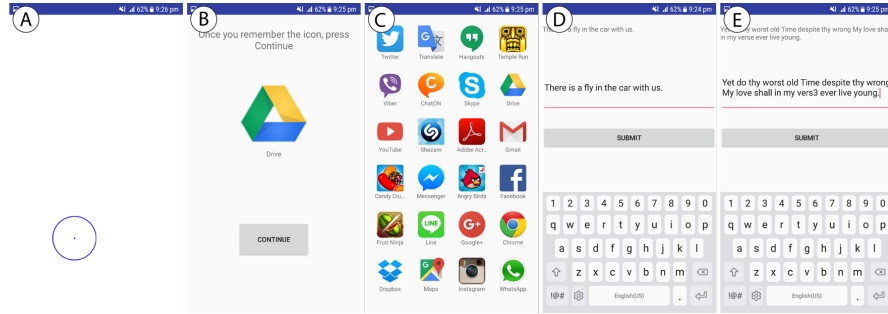 A
62% 9:26 pm
B
62% 9:25 pm
Once you remember the icon, press
Continue
Drive
CONTINUE
C
62% 9:25 pm
Twitter Translate Hangouts Temple Run
Viber ChatON Skype Drive
YouTube Shazam Adobe Acr... Gmail
Candy Cru... Messenger Angry Birds Facebook
Fruit Ninja Line Google+ Chrome
Dropbox Maps Instagram WhatsApp
D
62% 9:24 pm
fly in the car with us.
There is a fly in the car with us.
SUBMIT
1 2 3 4 5 6 7 8 9 0
q w e r t y u i o p
a s d f g h j k l
z x c v b n m
!@# English(US) .
E
62% 9:25 pm
thy worst old Time despite thy wrong My love sha
in my verse ever live young.
Yet do thy worst old Time despite thy wrong
My love shall in my vers3 ever live young.
SUBMIT
1 2 3 4 5 6 7 8 9 0
q w e r t y u i o p
a s d f g h j k l
z x c v b n m
!@# English(US) .